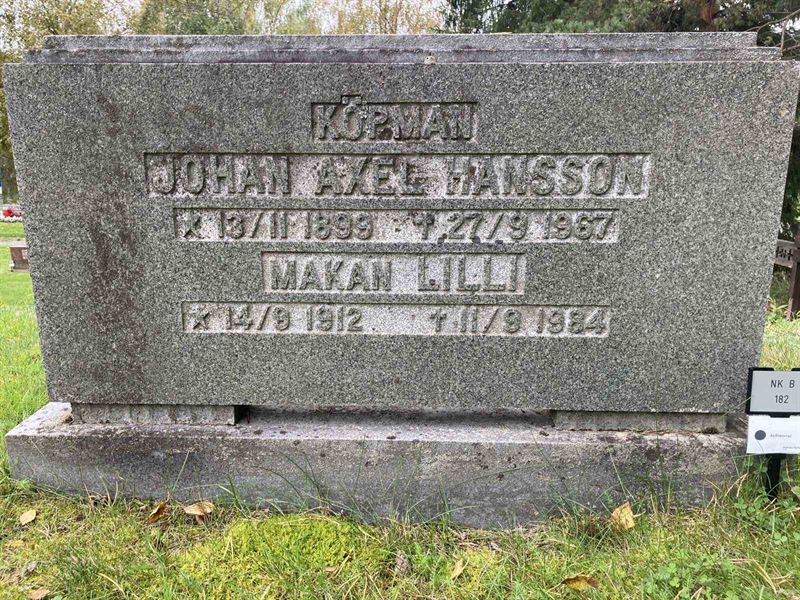 KÖPMAN
JOHAN AXEL HANSSON
* 13/11 1899 - † 27/9 1967
MAKAN LILLI
* 14/9 1912 † 11/9 1984
NK B
182